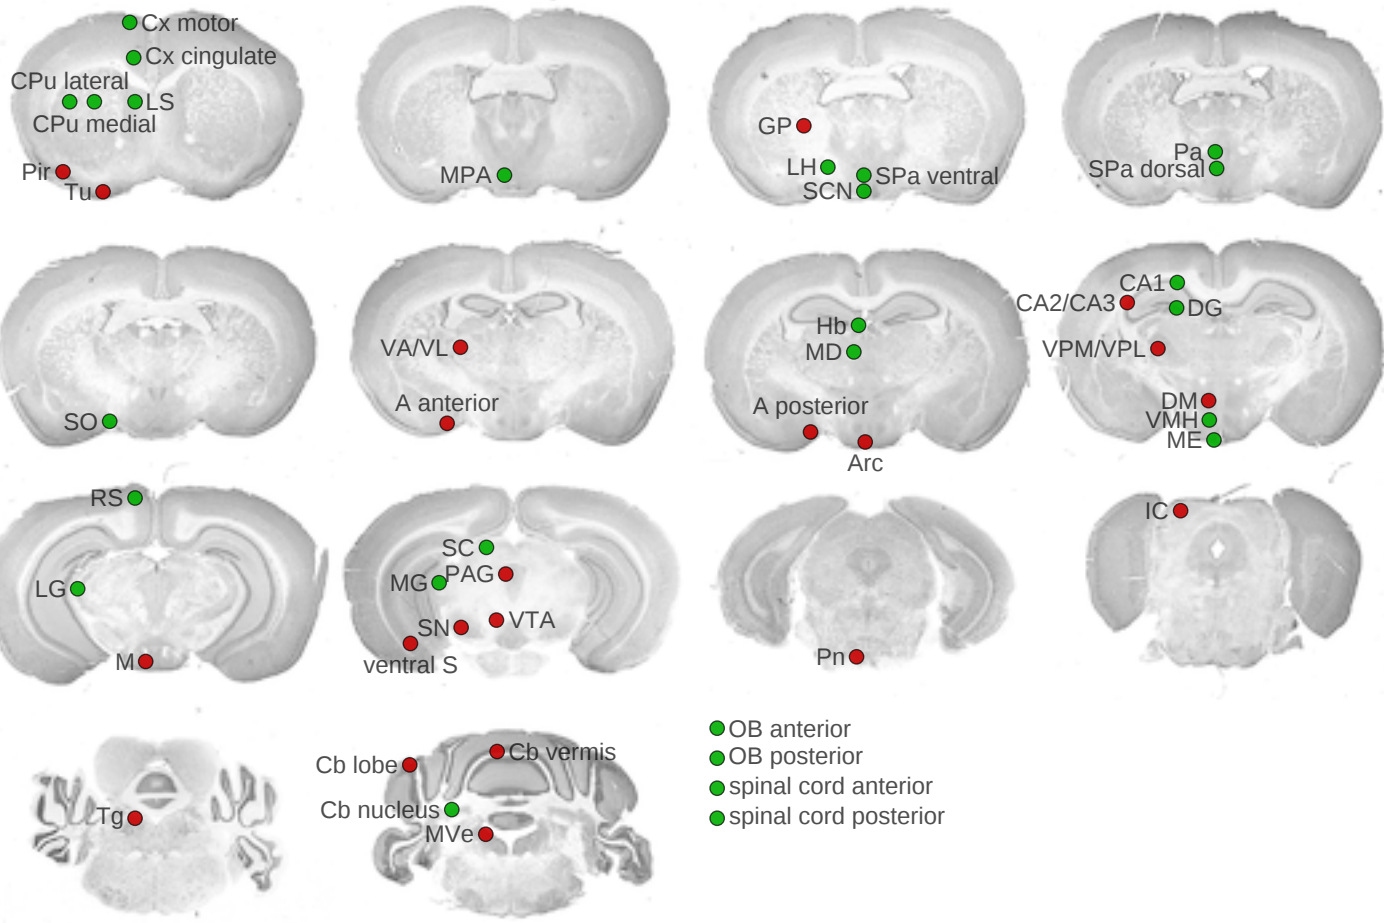 Cx motor
Cx cingulate
CPu lateral
LS
CPu medial
Pir
Tu
MPA
GP
LH
SPa ventral
SCN
Pa
SPa dorsal
SO
VA/VL
A anterior
Hb
MD
A posterior
Arc
CA1
CA2/CA3
DG
VPM/VPL
DM
VMH
ME
RS
LG
M
SC
MG
PAG
SN
VTA
ventral S
Pn
IC
Tg
Cb lobe
Cb vermis
Cb nucleus
MVe
OB anterior
OB posterior
spinal cord anterior
spinal cord posterior